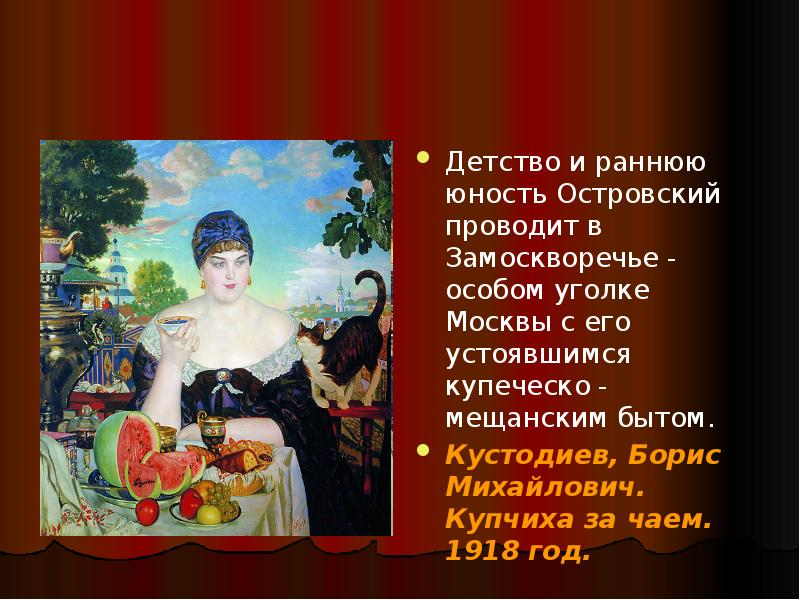 Детство и раннюю
юность Островский
проводит в
Замоскворечье -
особом уголке
Москвы с его
устоявшимся
купеческо -
мещанским бытом.
Кустодиев, Борис
Михайлович.
Купчиха за чаем.
1918 год.